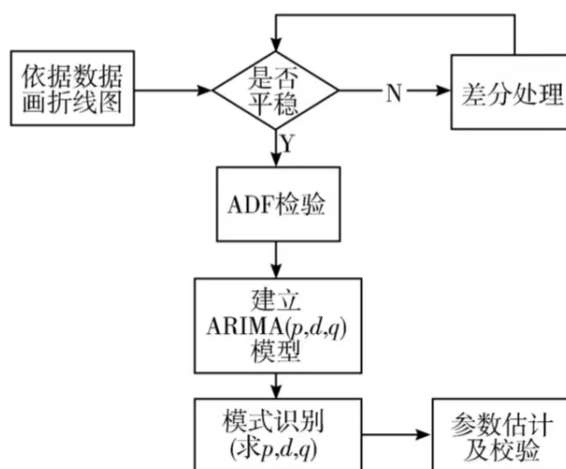 依据数据
画折线图
是否
平稳
N
差分处理
Y
ADF检验
建立
ARIMA(p,d,q)
模型
模式识别
(求p,d,q)
参数估计
及校验